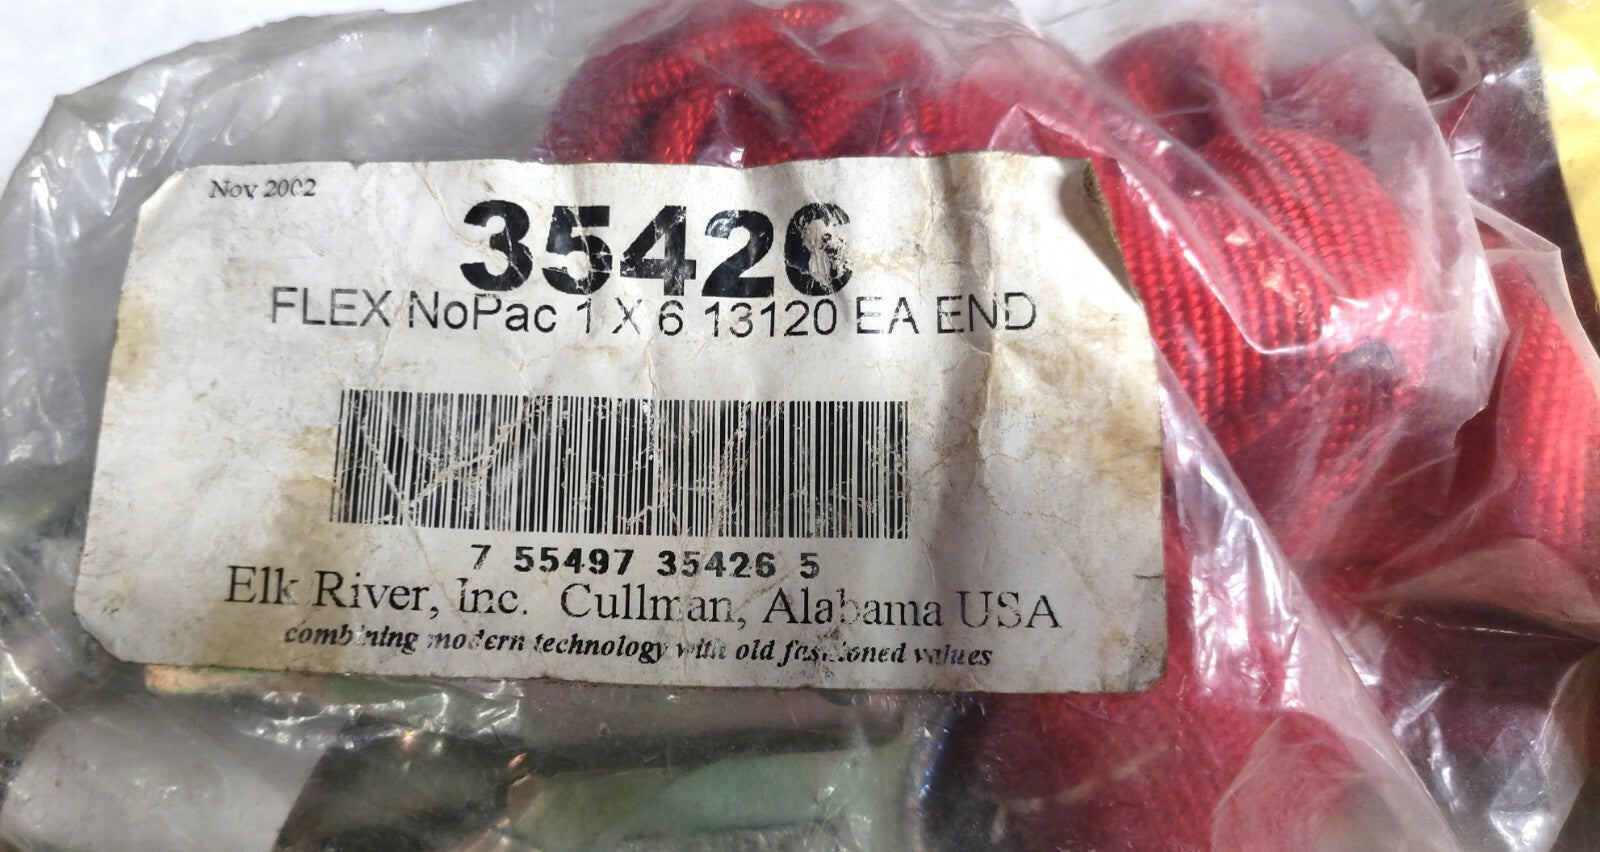 Nov 2002
35426
FLEX NoPac 1 X 6 13120 EA END
7 55497 35426 5
Elk River, Inc. Cullman, Alabama USA
combining modern technology with old fashioned values